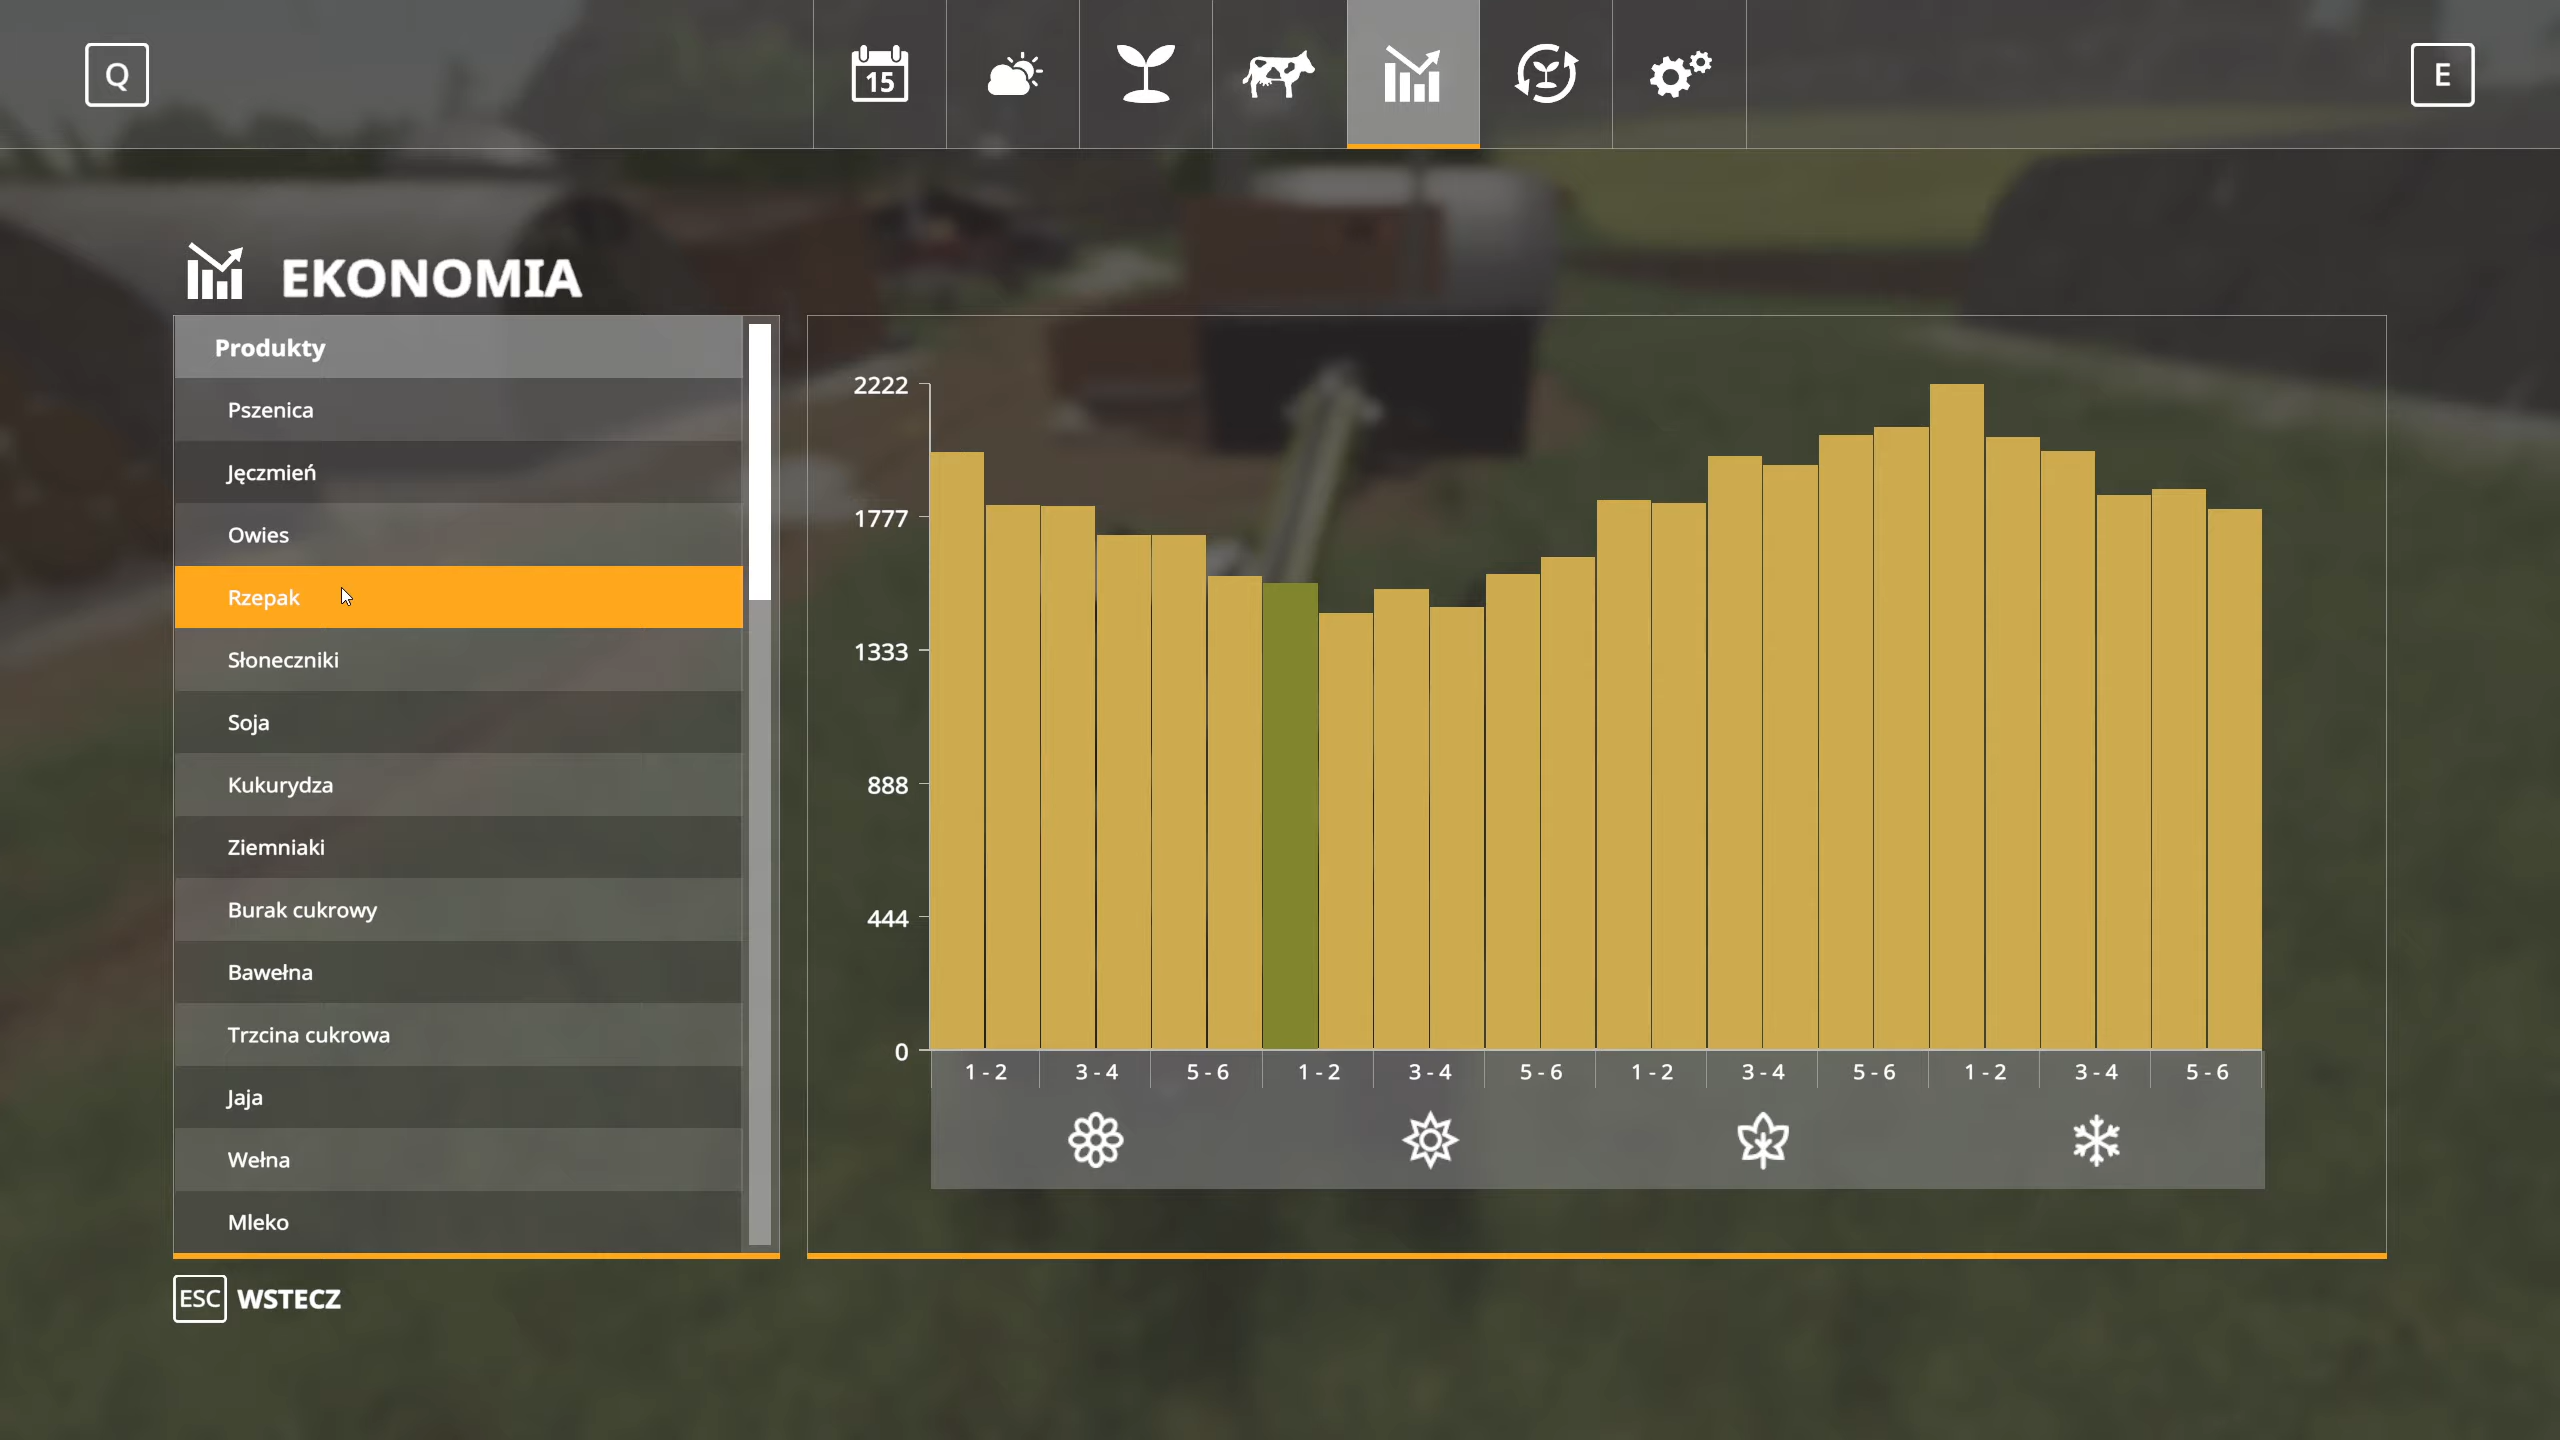 Q
15
E
EKONOMIA
Produkty
Pszenica
Jęczmień
Owies
Rzepak
Słoneczniki
Soja
Kukurydza
Ziemniaki
Burak cukrowy
Bawełna
Trzcina cukrowa
Jaja
Wełna
Mleko
2222
1777
1333
888
444
0
1 - 2 3 - 4 5 - 6 1 - 2 3 - 4 5 - 6 1 - 2 3 - 4 5 - 6 1 - 2 3 - 4 5 - 6
ESC WSTECZ